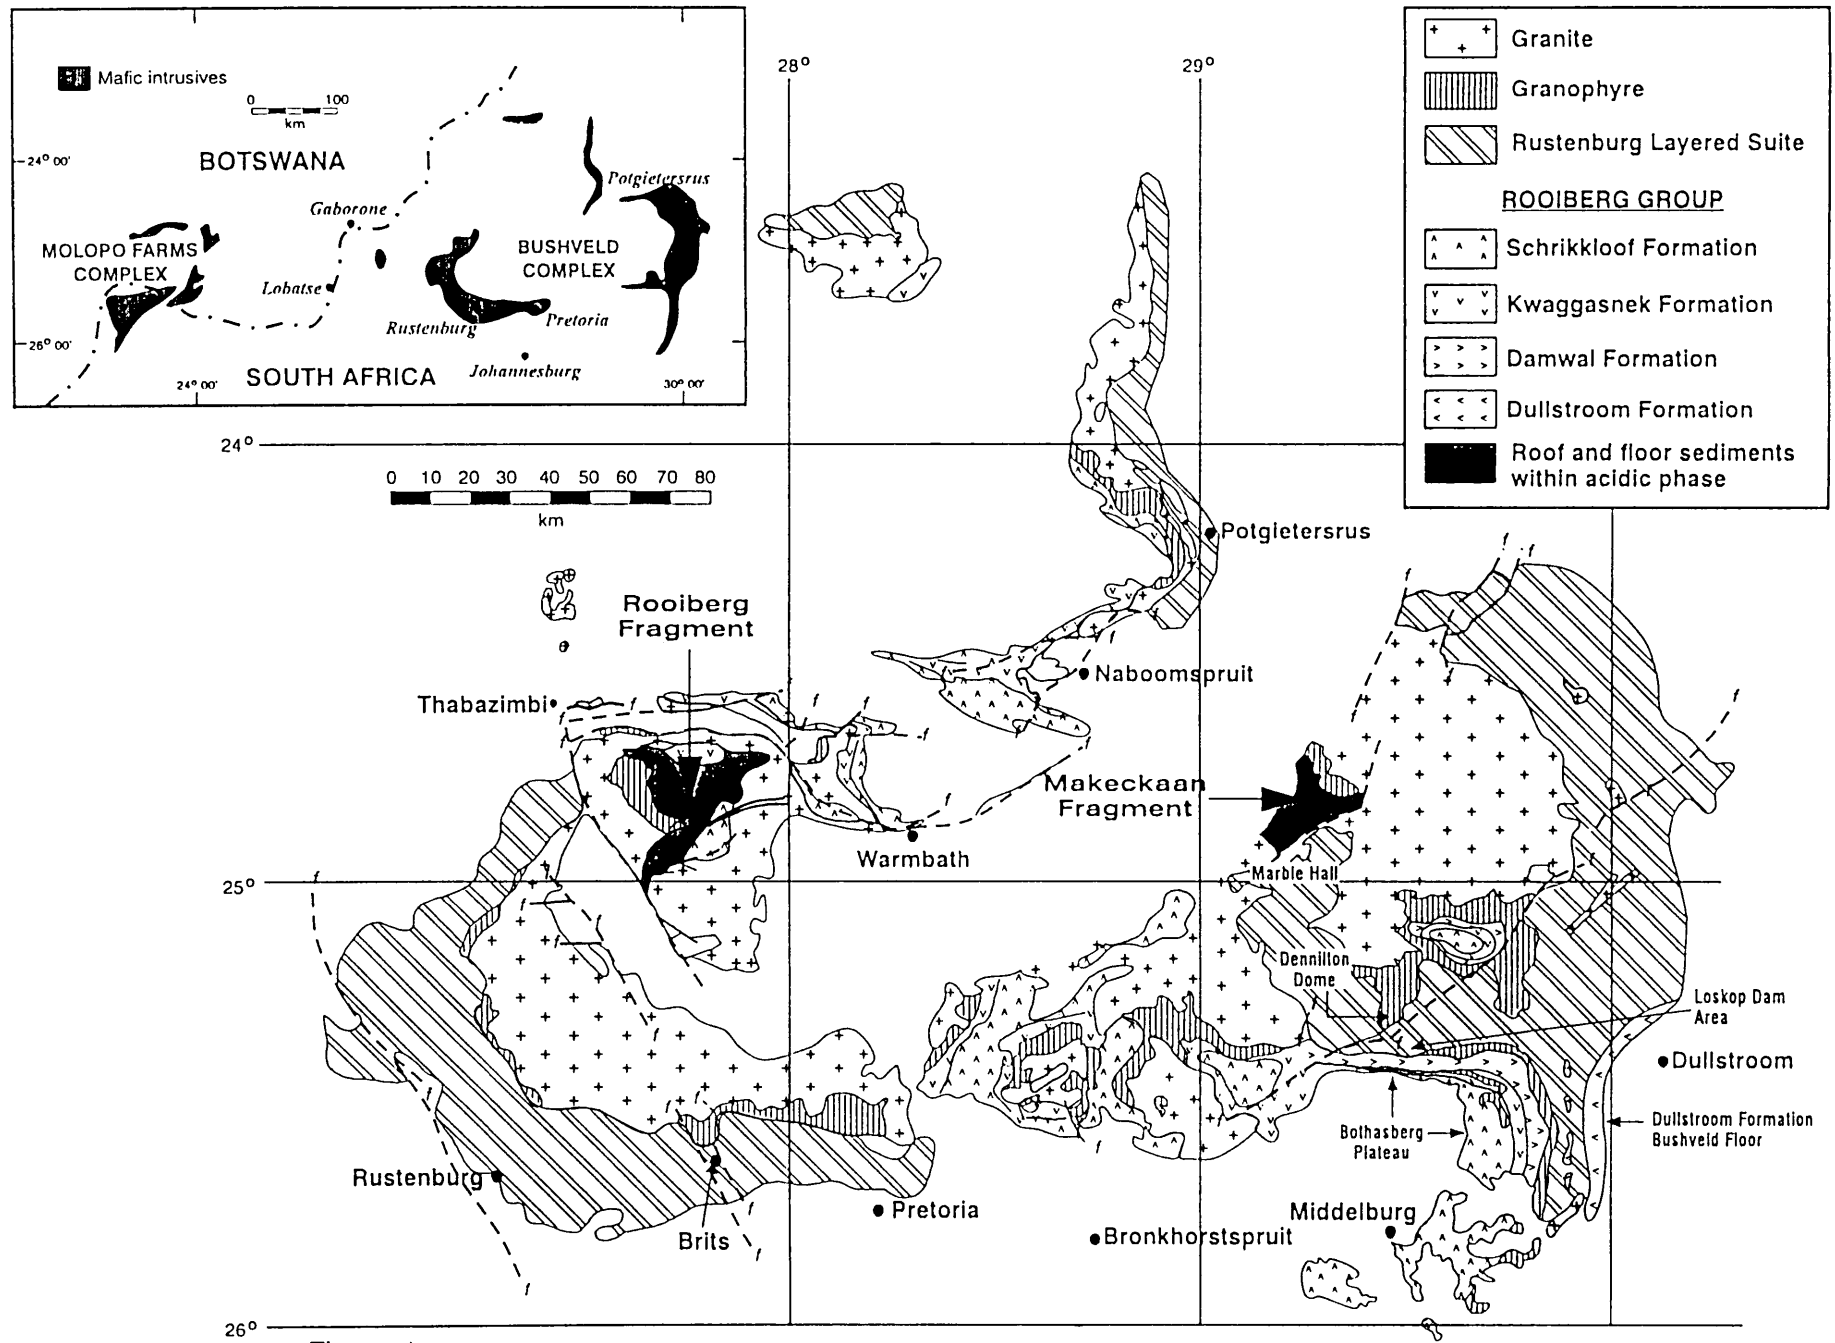 Mafic intrusives
0 100
km
24° 00'
BOTSWANA
Potgietersrus
Gaborone
MOLOPO FARMS
COMPLEX
BUSHVELD
COMPLEX
Lobatse
Rustenburg
Pretoria
26° 00'
SOUTH AFRICA
Johannesburg
24° 00'
30° 00'
28°
29°
Granite
Granophyre
Rustenburg Layered Suite
ROOIBERG GROUP
Schrikkloof Formation
Kwaggasnek Formation
Damwal Formation
Dullstroom Formation
Roof and floor sediments
within acidic phase
24°
0 10 20 30 40 50 60 70 80
km
Potgietersrus
Rooiberg
Fragment
Naboomspruit
Thabazimbi
Makeckaan
Fragment
Warmbath
Marble Hall
25°
Dennilton
Dome
Loskop Dam
Area
Dullstroom
Dullstroom Formation
Bushveld Floor
Bothasberg
Plateau
Rustenburg
Brits
Pretoria
Bronkhorstspruit
Middelburg
26°